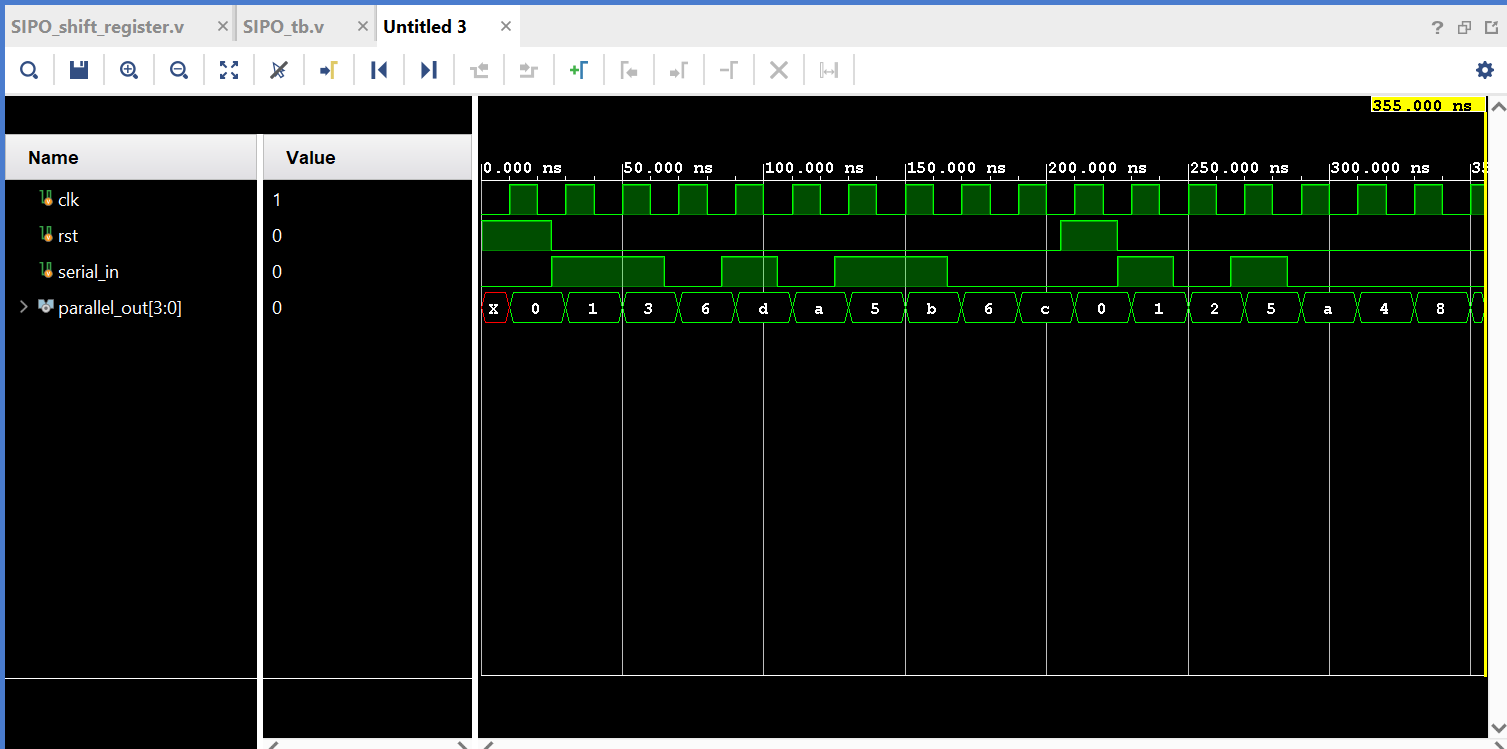 SIPO_shift_register.v × SIPO_tb.v × Untitled 3 ×
?
355.000 ns
Name Value
0.000 ns 50.000 ns 100.000 ns 150.000 ns 200.000 ns 250.000 ns 300.000 ns 35
clk 1
rst 0
serial_in 0
parallel_out[3:0] 0 X 0 1 3 6 d a 5 b 6 c 0 1 2 5 a 4 8